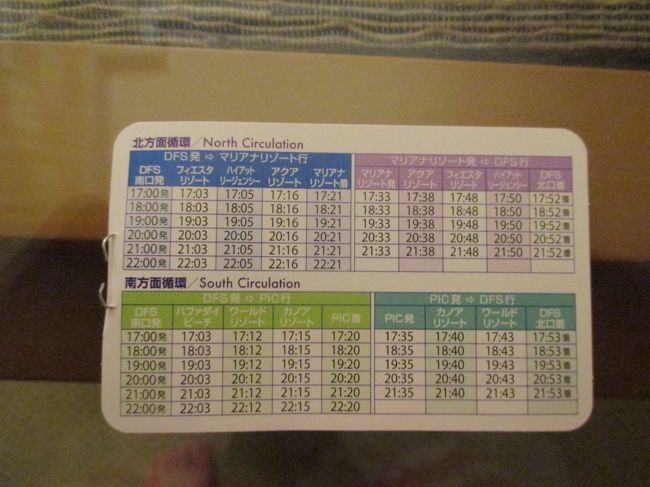 北方面循環／North Circulation
DFS発 ⇨ マリアナリゾート行
DFS南口発 フィエスタリゾート ハイアットリージェンシー アクアリゾート マリアナリゾート着
17:00発 17:03 17:05 17:16 17:21
18:00発 18:03 18:05 18:16 18:21
19:00発 19:03 19:05 19:16 19:21
20:00発 20:03 20:05 20:16 20:21
21:00発 21:03 21:05 21:16 21:21
22:00発 22:03 22:05 22:16 22:21
マリアナリゾート発 ⇨ DFS行
マリアナリゾート発 アクアリゾート フィエスタリゾート ハイアットリージェンシー DFS北口着
17:33 17:38 17:48 17:50 17:52着
18:33 18:38 18:48 18:50 18:52着
19:33 19:38 19:48 19:50 19:52着
20:33 20:38 20:48 20:50 20:52着
21:33 21:38 21:48 21:50 21:52着
南方面循環／South Circulation
DFS発 ⇨ PIC行
DFS南口発 ハファダイビーチ ワールドリゾート カノアリゾート PIC着
17:00発 17:03 17:12 17:15 17:20
18:00発 18:03 18:12 18:15 18:20
19:00発 19:03 19:12 19:15 19:20
20:00発 20:03 20:12 20:15 20:20
21:00発 21:03 21:12 21:15 21:20
22:00発 22:03 22:12 22:15 22:20
PIC発 ⇨ DFS行
PIC発 カノアリゾート ワールドリゾート DFS北口着
17:35 17:40 17:43 17:53着
18:35 18:40 18:43 18:53着
19:35 19:40 19:43 19:53着
20:35 20:40 20:43 20:53着
21:35 21:40 21:43 21:53着